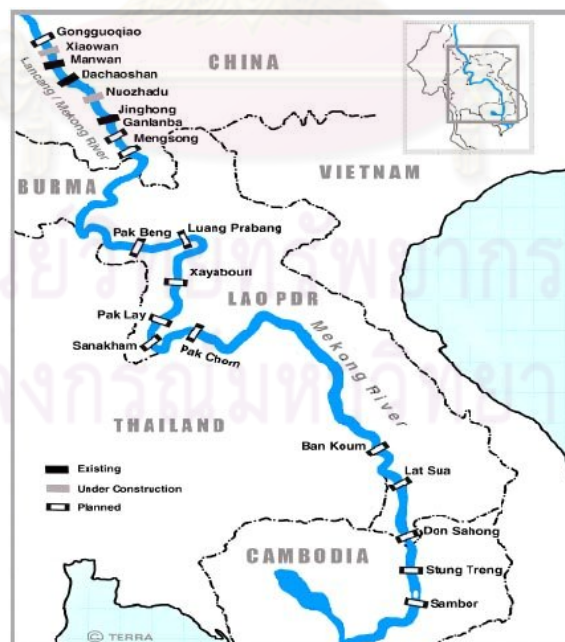 Gongguoqiao
Xiaowan
Manwan
CHINA
Dachaoshan
Nuozhadu
Lancang / Mekong River
Jinghong
Ganlanba
Mengsong
BURMA
VIETNAM
Pak Beng
Luang Prabang
Xayabouri
LAO PDR
Pak Lay
Mekong River
Sanakham
Pak Chom
THAILAND
Ban Koum
Lat Sua
Existing
Under Construction
Planned
Don Sahong
CAMBODIA
Stung Treng
Sambor
© TERRA